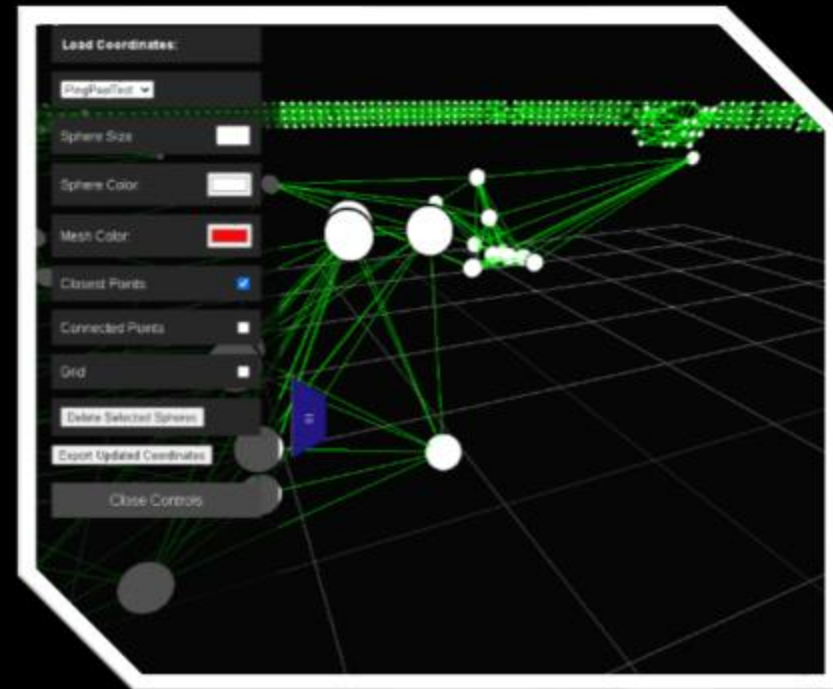 Load Coordinates:
PingPaoTest
Sphere Size
Sphere Color:
Mesh Color:
Closest Points
Connected Points
Grid
Delete Selected Spheres
Export Updated Coordinates
Close Controls